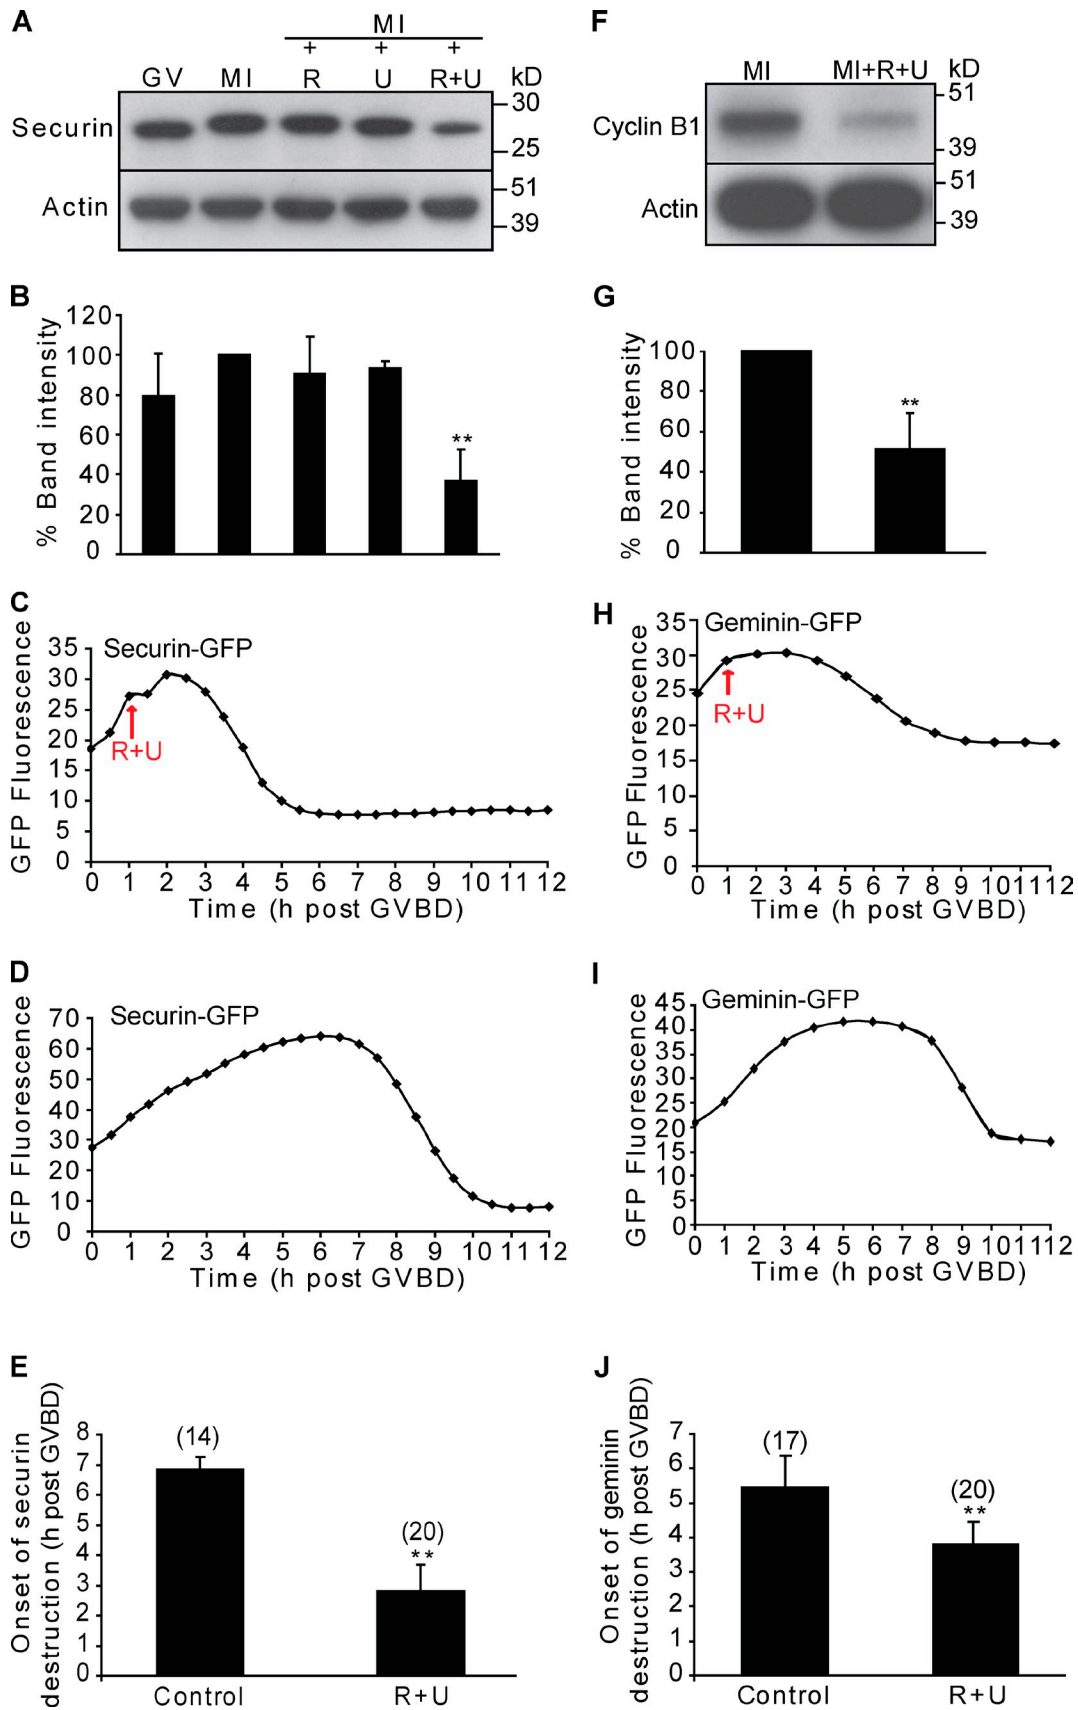 A
MI
+ + +
GV MI R U R+U kD
Securin
30
25
Actin
51
39
F
MI MI+R+U kD
Cyclin B1
51
39
Actin
51
39
B
% Band intensity
120
100
80
60
40
20
0
**
G
% Band intensity
100
80
60
40
20
0
**
C
Securin-GFP
GFP Fluorescence
35
30
25
20
15
10
5
0
R+U
0 1 2 3 4 5 6 7 8 9 10 11 12
Time (h post GVBD)
H
Geminin-GFP
GFP Fluorescence
35
30
25
20
15
10
5
0
R+U
0 1 2 3 4 5 6 7 8 9 10 11 12
Time (h post GVBD)
D
Securin-GFP
GFP Fluorescence
70
60
50
40
30
20
10
0
0 1 2 3 4 5 6 7 8 9 10 11 12
Time (h post GVBD)
I
Geminin-GFP
GFP Fluorescence
45
40
35
30
25
20
15
10
5
0
0 1 2 3 4 5 6 7 8 9 10 11 12
Time (h post GVBD)
E
Onset of securin
destruction (h post GVBD)
8
7
6
5
4
3
2
1
0
(14)
(20)
**
Control R+U
J
Onset of geminin
destruction (h post GVBD)
7
6
5
4
3
2
1
0
(17)
(20)
**
Control R+U